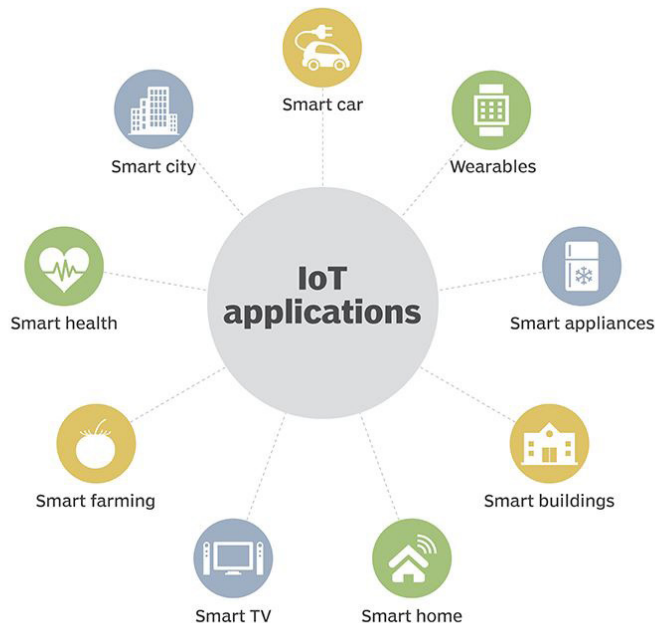 Smart car
Smart city
Wearables
IoT
applications
Smart health
Smart appliances
Smart farming
Smart buildings
Smart TV
Smart home